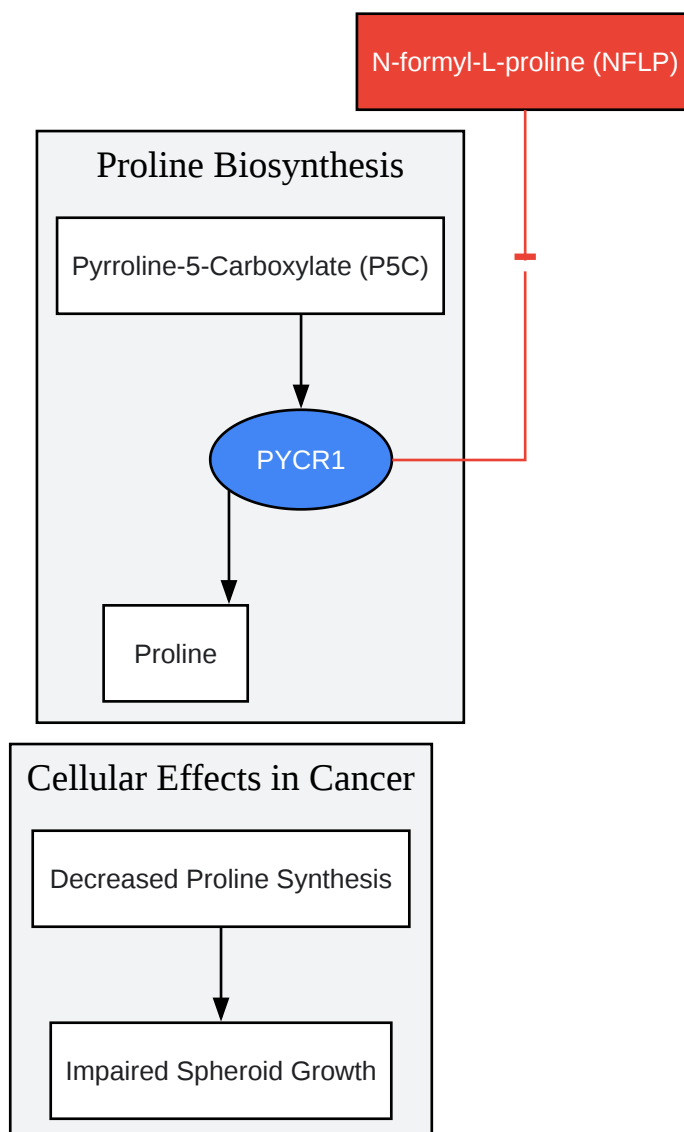 N-formyl-L-proline (NFLP)
Proline Biosynthesis
Pyrroline-5-Carboxylate (P5C)
PYCR1
Proline
Cellular Effects in Cancer
Decreased Proline Synthesis
Impaired Spheroid Growth